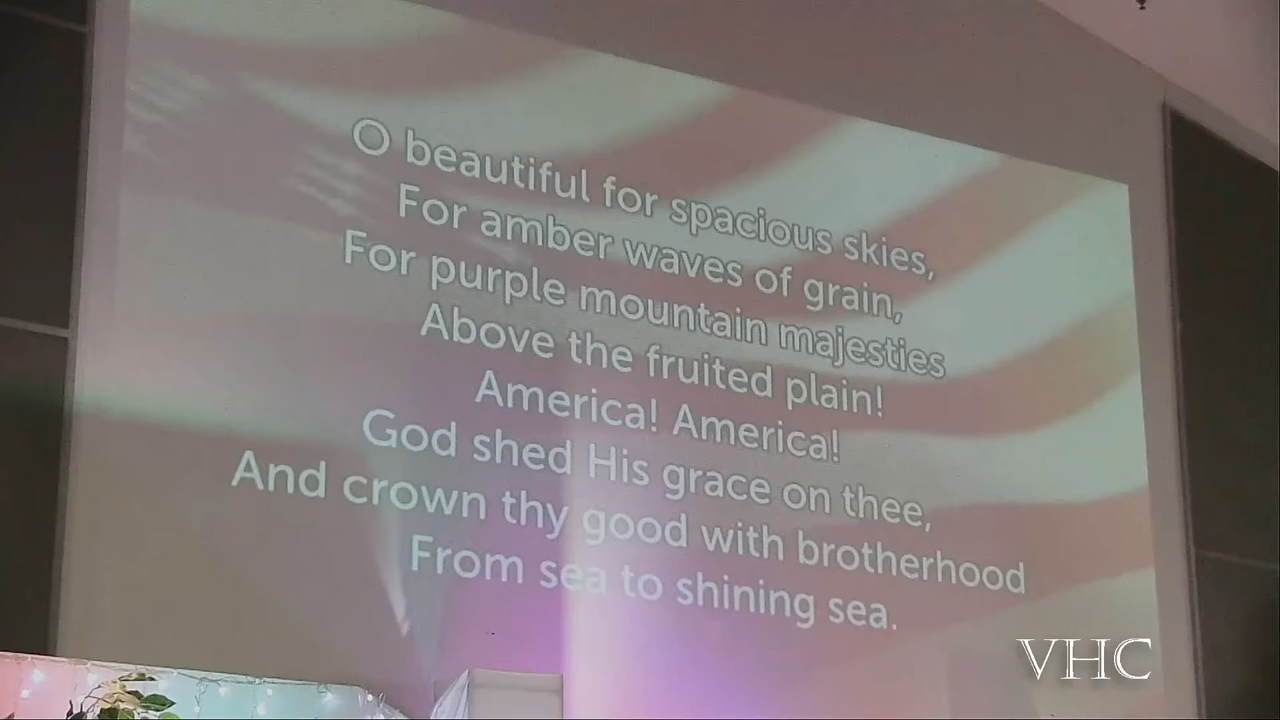 O beautiful for spacious skies,
For amber waves of grain,
For purple mountain majesties
Above the fruited plain!
America! America!
God shed His grace on thee,
And crown thy good with brotherhood
From sea to shining sea.
VHC